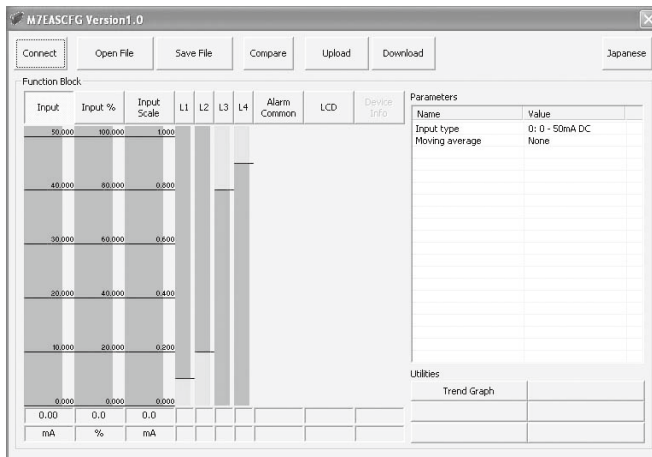 M7EASCFG Version1.0
Connect Open File Save File Compare Upload Download Japanese
Function Block
Input Input % Input Scale L1 L2 L3 L4 Alarm Common LCD Device Info
50.000 100.000 1.000
40.000 80.000 0.800
30.000 60.000 0.600
20.000 40.000 0.400
10.000 20.000 0.200
0.000 0.000 0.000
0.00 0.0 0.0
mA % mA
Parameters
Name Value
Input type 0: 0 - 50mA DC
Moving average None
Utilities
Trend Graph